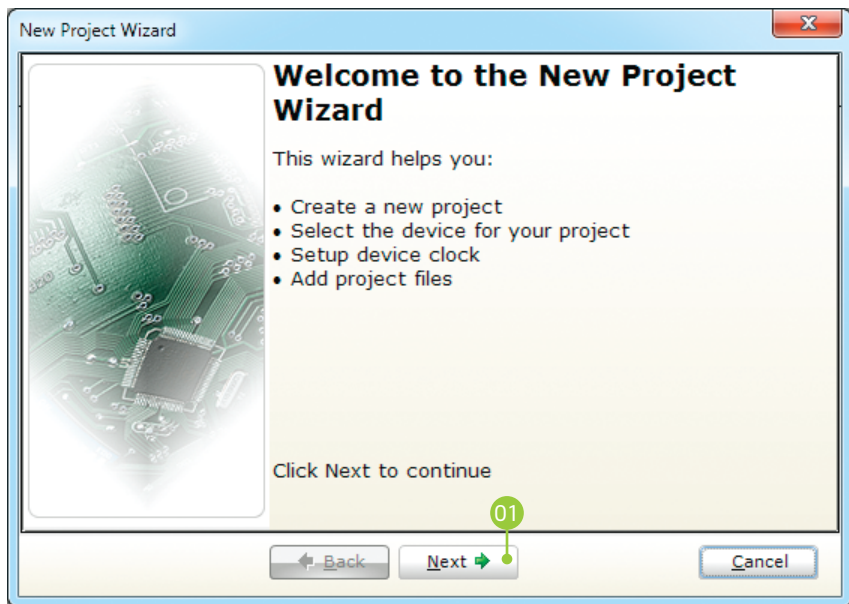 New Project Wizard
Welcome to the New Project
Wizard
This wizard helps you:
• Create a new project
• Select the device for your project
• Setup device clock
• Add project files
Click Next to continue
01
Back Next Cancel